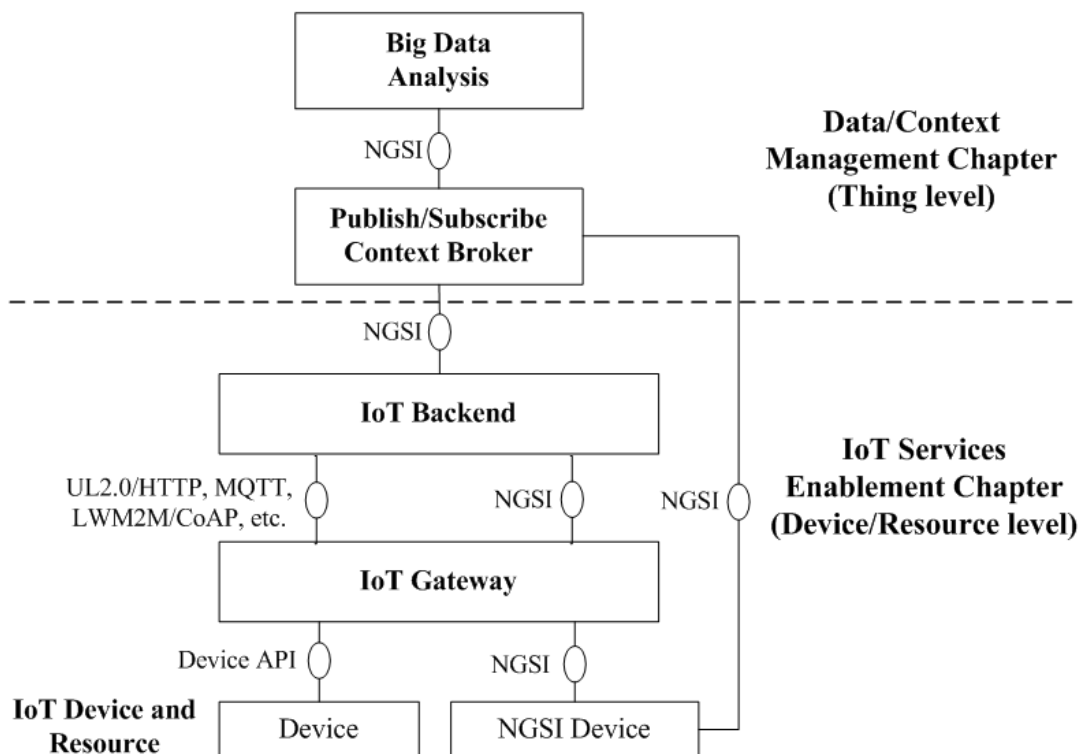 Big Data
Analysis
NGSI
Data/Context
Management Chapter
(Thing level)
Publish/Subscribe
Context Broker
NGSI
IoT Backend
UL2.0/HTTP, MQTT,
LWM2M/CoAP, etc.
NGSI
NGSI
IoT Services
Enablement Chapter
(Device/Resource level)
IoT Gateway
Device API
NGSI
IoT Device and
Resource
Device
NGSI Device